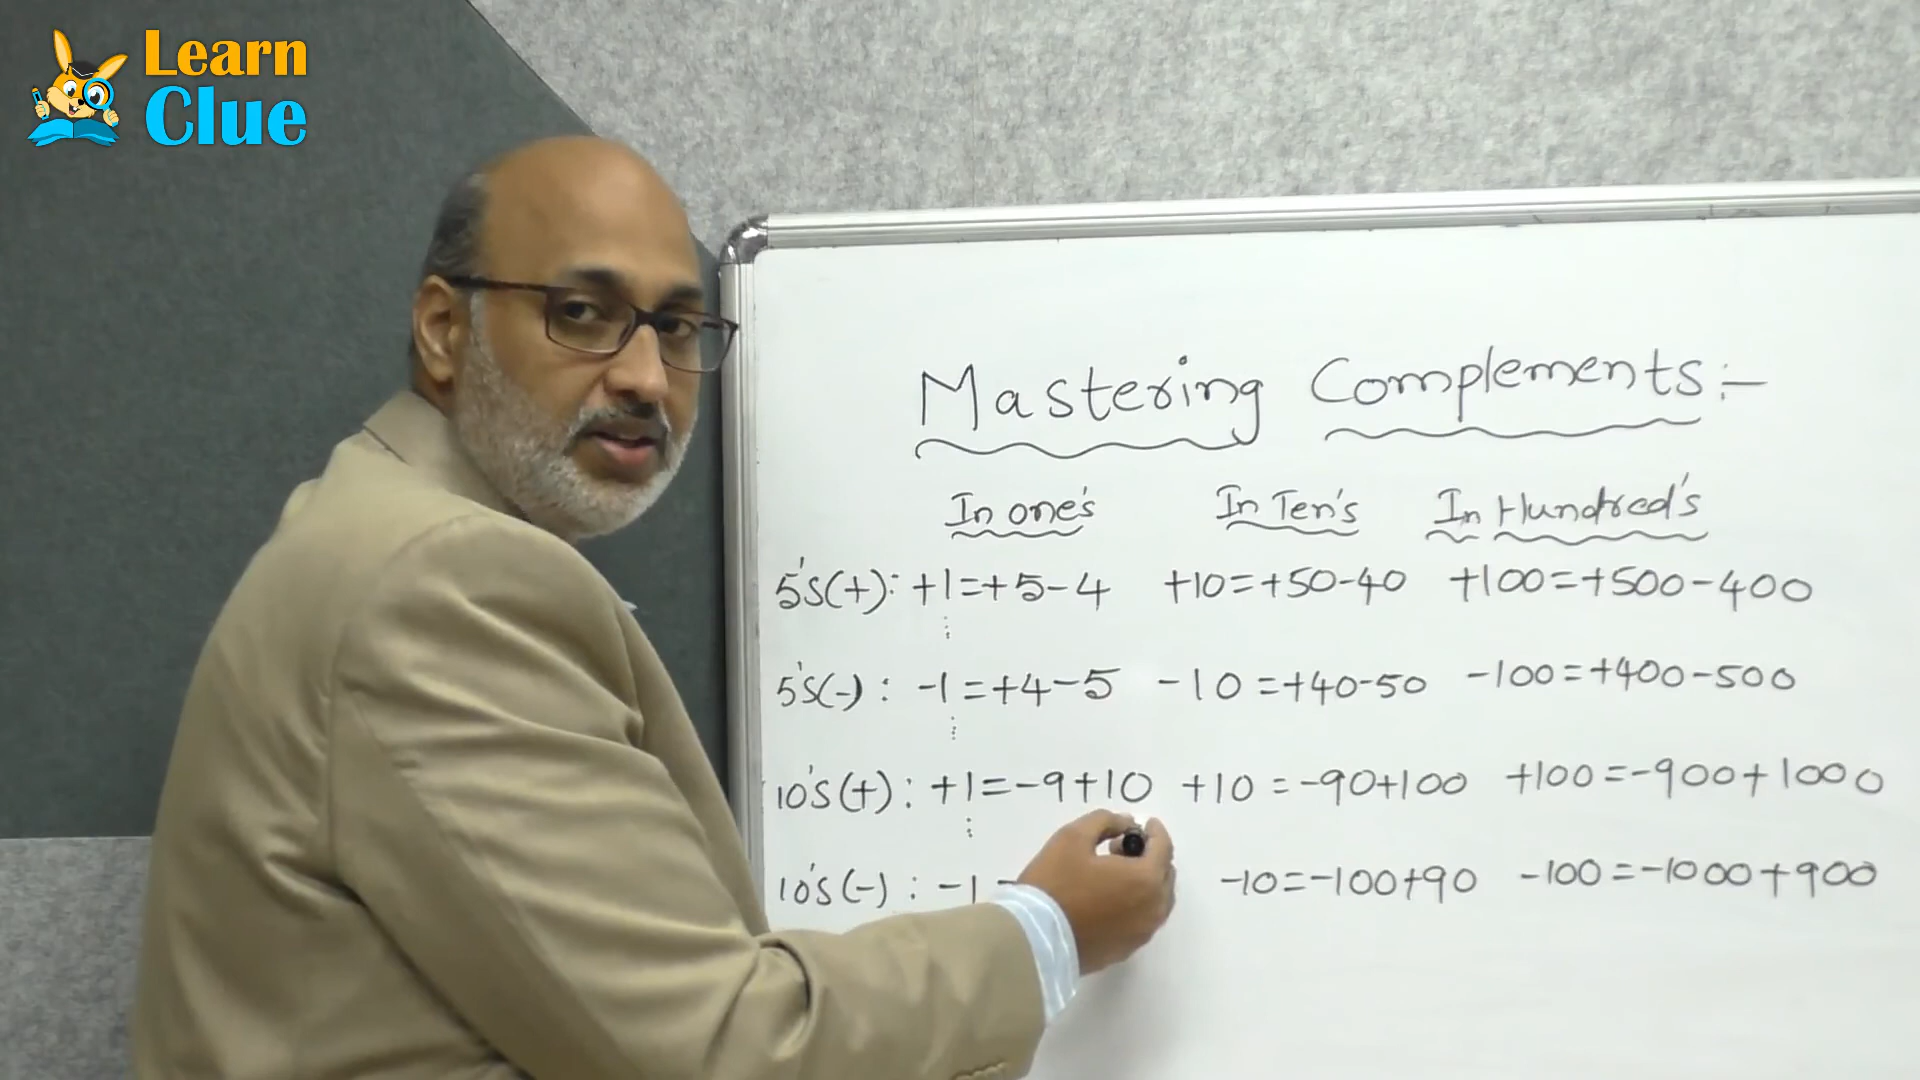 Learn
Clue
Mastering Complements:-
In one's In Ten's In Hundred's
5's(+): +1=+5-4 +10=+50-40 +100=+500-400
5's(-): -1=+4-5 -10=+40-50 -100=+400-500
10's(+): +1=-9+10 +10=-90+100 +100=-900+1000
10's(-): -1 -10=-100+90 -100=-1000+900